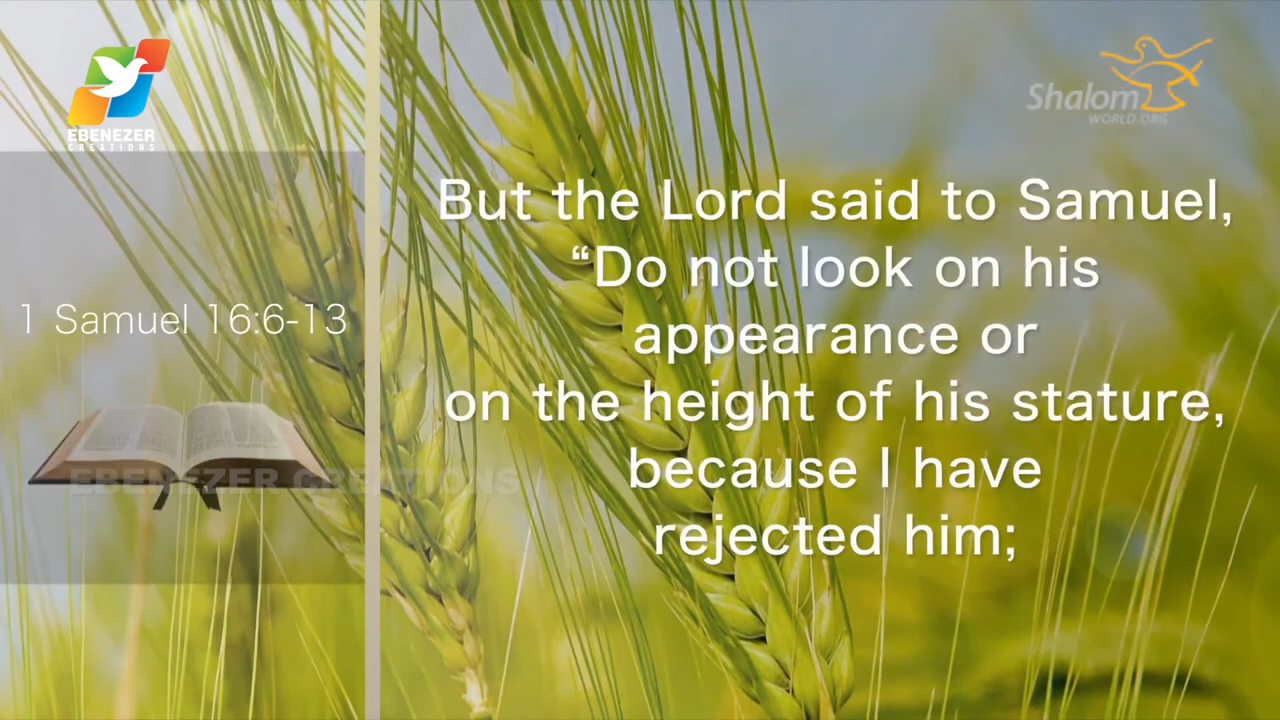 EBENEZER
CREATIONS
Shalom
WORLD.ORG
1 Samuel 16:6-13
EBENEZER CREATIONS
But the Lord said to Samuel,
“Do not look on his
appearance or
on the height of his stature,
because I have
rejected him;